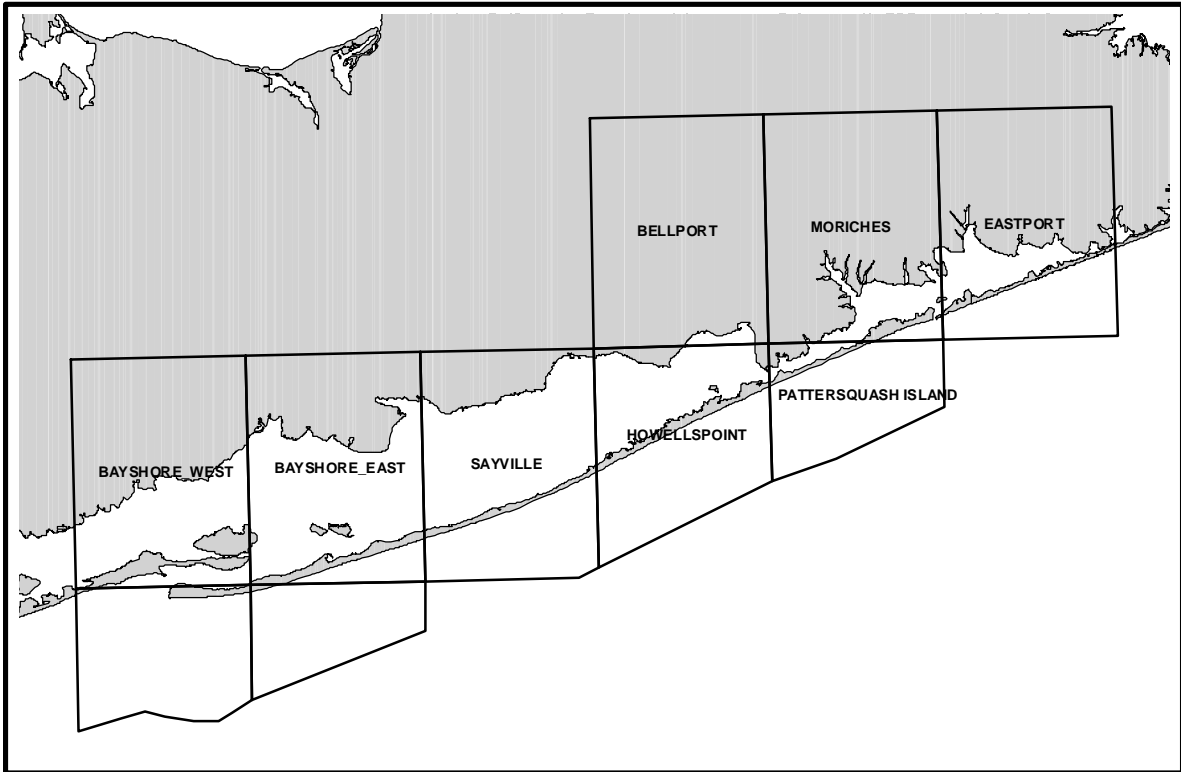 EASTPORT
MORICHES
BELLPORT
PATTERSQUASH ISLAND
HOWELLSPOINT
SAYVILLE
BAYSHORE_EAST
BAYSHORE_WEST